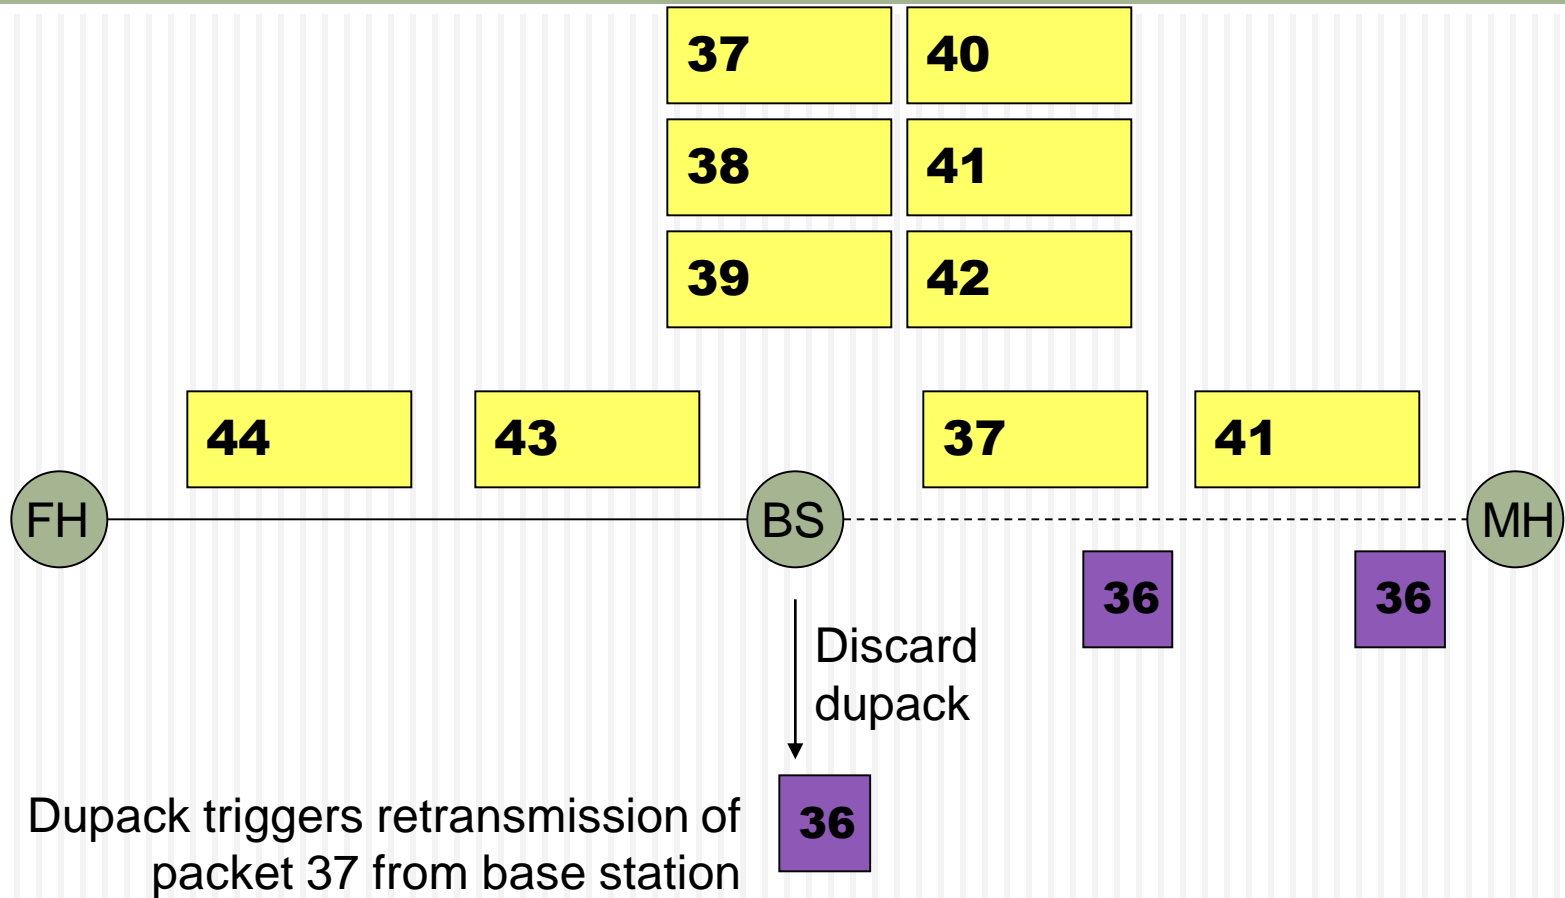 37 40
38 41
39 42
44 43 37 41
FH BS MH
36 36
Discard
dupack
36
Dupack triggers retransmission of
packet 37 from base station